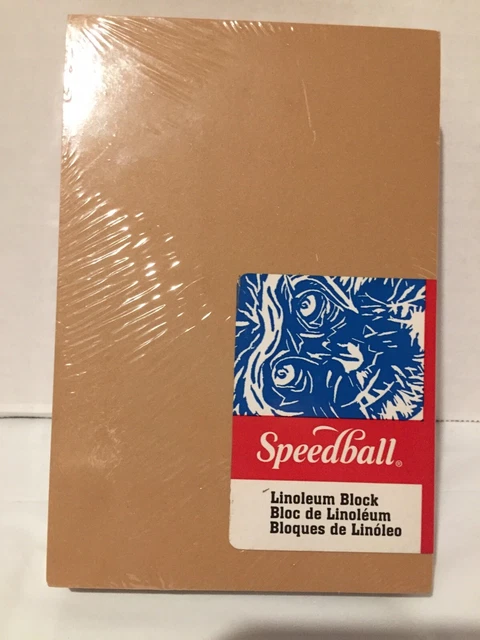 Speedball®
Linoleum Block
Bloc de Linoléum
Bloques de Linóleo